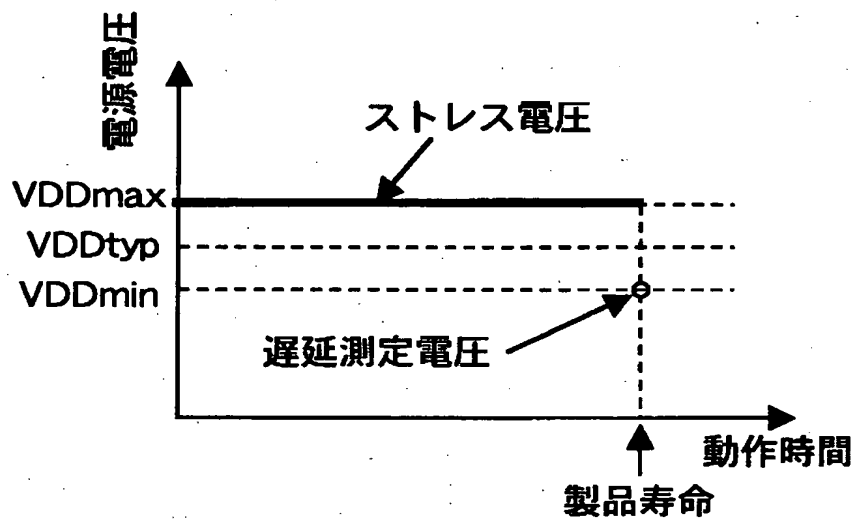 電源電圧
ストレス電圧
VDDmax
VDDtyp
VDDmin
遅延測定電圧
動作時間
製品寿命